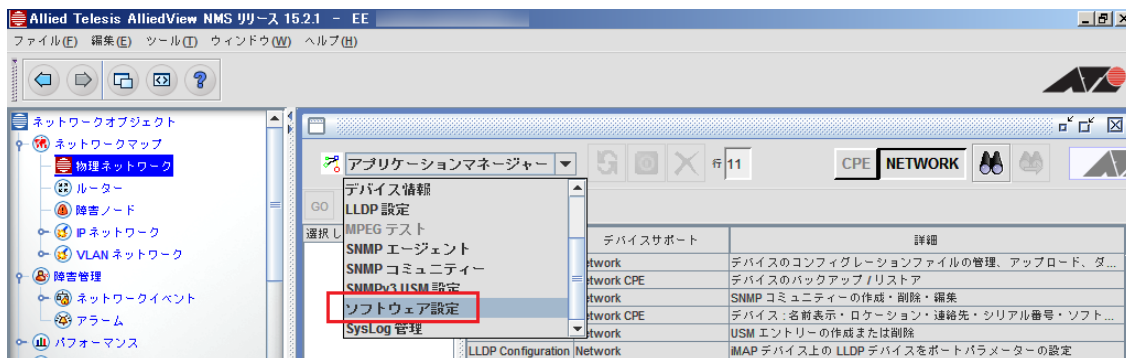 Allied Telesis AlliedView NMS リリース 15.2.1 - EE
ファイル(F) 編集(E) ツール(T) ウィンドウ(W) ヘルプ(H)
ネットワークオブジェクト
ネットワークマップ
物理ネットワーク
ルーター
障害ノード
IP ネットワーク
VLAN ネットワーク
障害管理
ネットワークイベント
アラーム
パフォーマンス
アプリケーションマネージャー 行 11 CPE NETWORK
GO
選択し
デバイス情報
LLDP 設定
MPEG テスト
SNMP エージェント
SNMP コミュニティー
SNMPv3 USM 設定
ソフトウェア設定
SysLog 管理
デバイスサポート 詳細
etwork デバイスのコンフィグレーションファイルの管理、アップロード、ダ...
etwork CPE デバイスのバックアップ / リストア
etwork SNMP コミュニティーの作成・削除・編集
etwork CPE デバイス : 名前表示・ロケーション・連絡先・シリアル番号・ソフト...
etwork USM エントリーの作成または削除
LLDP Configuration Network iMAP デバイス上の LLDP デバイスをポートパラメーターの設定